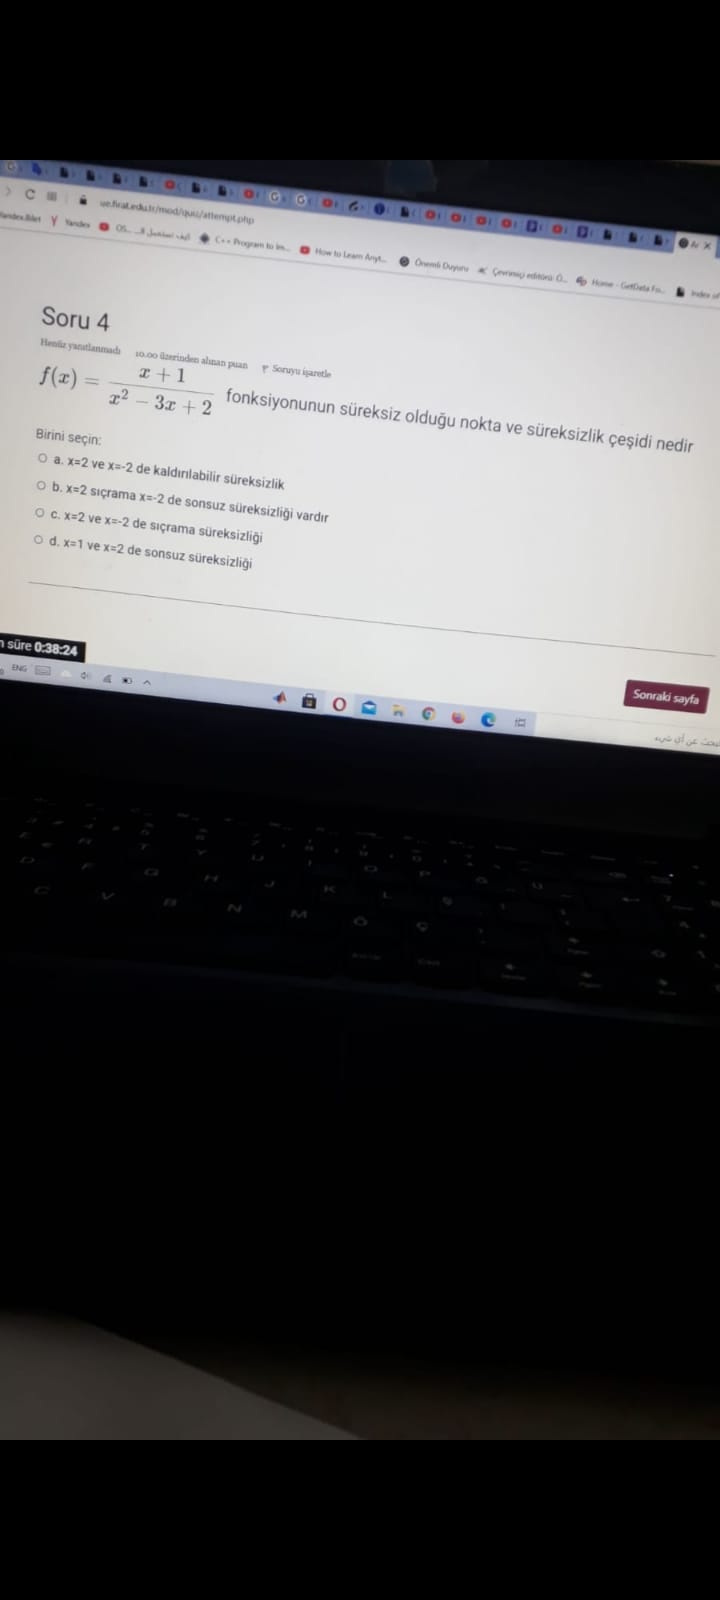 ue.firat.edu.tr/mod/quiz/attempt.php
Yandex
C++ Program to Im...
How to Learn Anyt...
Önemli Duyuru
Çevrimiçi editörü: O...
Home - GetData Fo...
Index of
Soru 4
Henüz yanıtlanmadı 10.00 üzerinden alınan puan Soruyu işaretle
f(x) = \frac{x + 1}{x² − 3x + 2} fonksiyonunun süreksiz olduğu nokta ve süreksizlik çeşidi nedir
Birini seçin:
a. x=2 ve x=-2 de kaldırılabilir süreksizlik
b. x=2 sıçrama x=-2 de sonsuz süreksizliği vardır
c. x=2 ve x=-2 de sıçrama süreksizliği
d. x=1 ve x=2 de sonsuz süreksizliği
süre 0:38:24
Sonraki sayfa
ENG